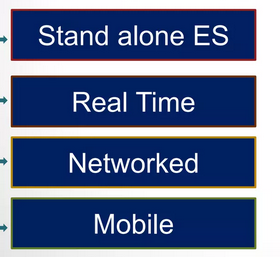 Stand alone ES
Real Time
Networked
Mobile